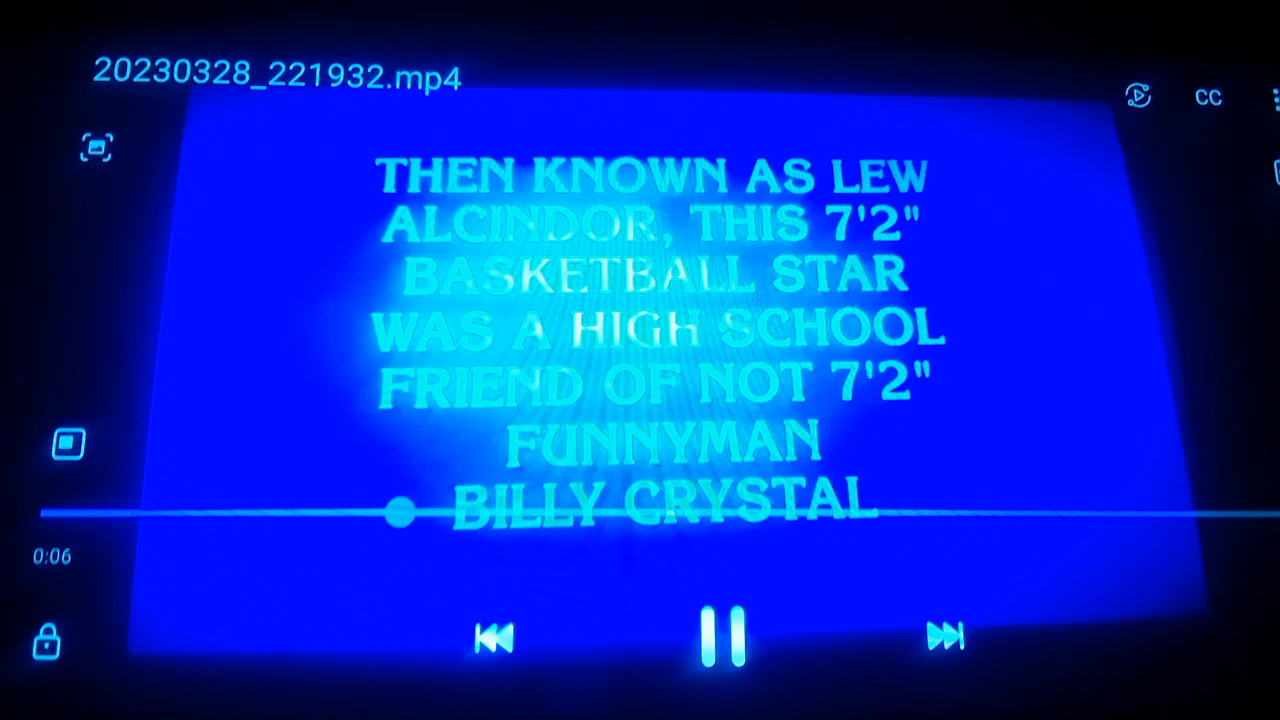 20230328_221932.mp4
CC
THEN KNOWN AS LEW
ALCINDOR, THIS 7'2"
BASKETBALL STAR
WAS A HIGH SCHOOL
FRIEND OF NOT 7'2"
FUNNYMAN
BILLY CRYSTAL
0:06